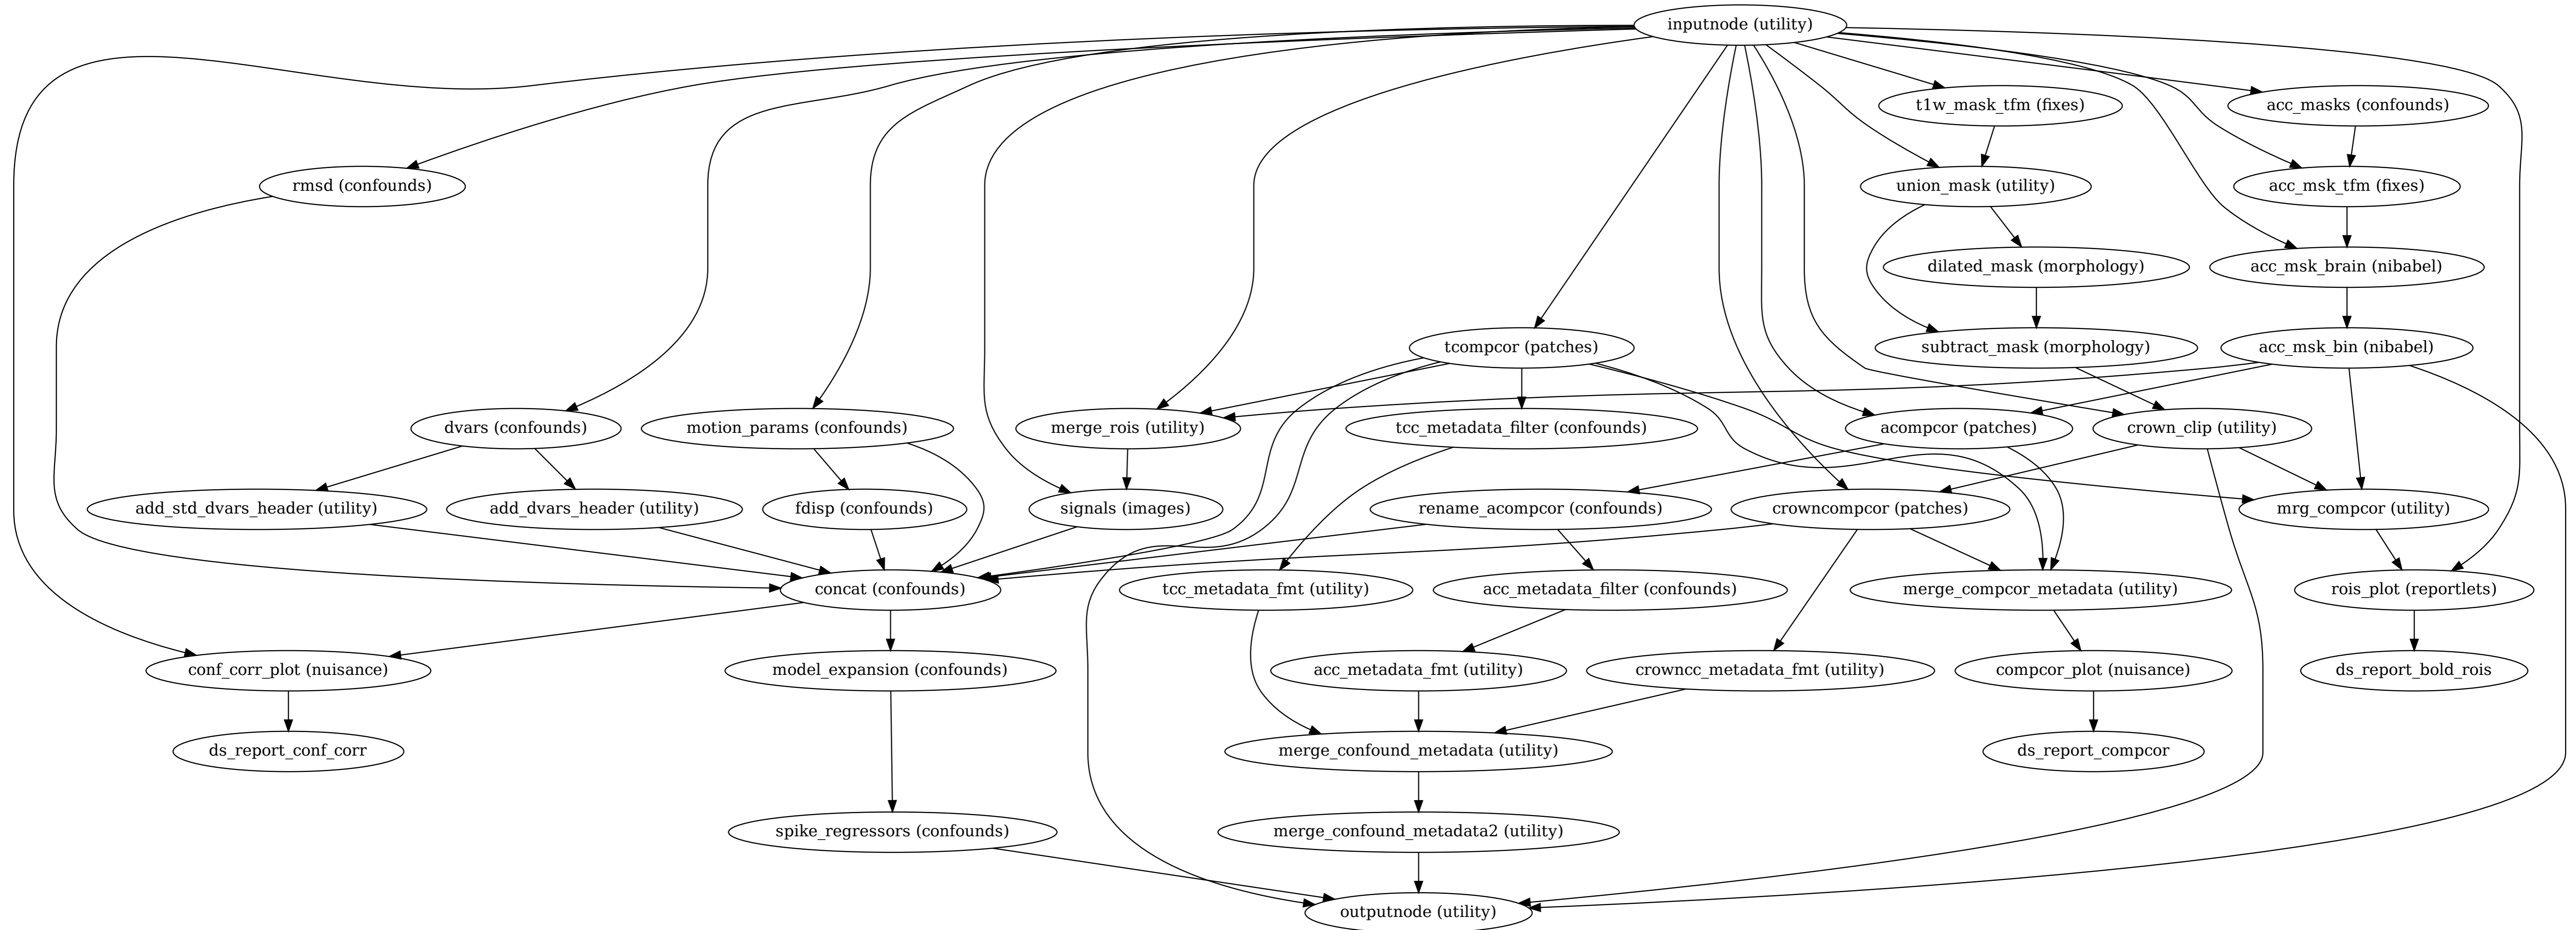 inputnode (utility)
t1w_mask_tfm (fixes)
acc_masks (confounds)
rmsd (confounds)
union_mask (utility)
acc_msk_tfm (fixes)
dilated_mask (morphology)
acc_msk_brain (nibabel)
tcompcor (patches)
subtract_mask (morphology)
acc_msk_bin (nibabel)
dvars (confounds)
motion_params (confounds)
merge_rois (utility)
tcc_metadata_filter (confounds)
acompcor (patches)
crown_clip (utility)
add_std_dvars_header (utility)
add_dvars_header (utility)
fdisp (confounds)
signals (images)
rename_acompcor (confounds)
crowncompcor (patches)
mrg_compcor (utility)
concat (confounds)
tcc_metadata_fmt (utility)
acc_metadata_filter (confounds)
merge_compcor_metadata (utility)
rois_plot (reportlets)
conf_corr_plot (nuisance)
model_expansion (confounds)
acc_metadata_fmt (utility)
crowncc_metadata_fmt (utility)
compcor_plot (nuisance)
ds_report_bold_rois
ds_report_conf_corr
merge_confound_metadata (utility)
ds_report_compcor
spike_regressors (confounds)
merge_confound_metadata2 (utility)
outputnode (utility)